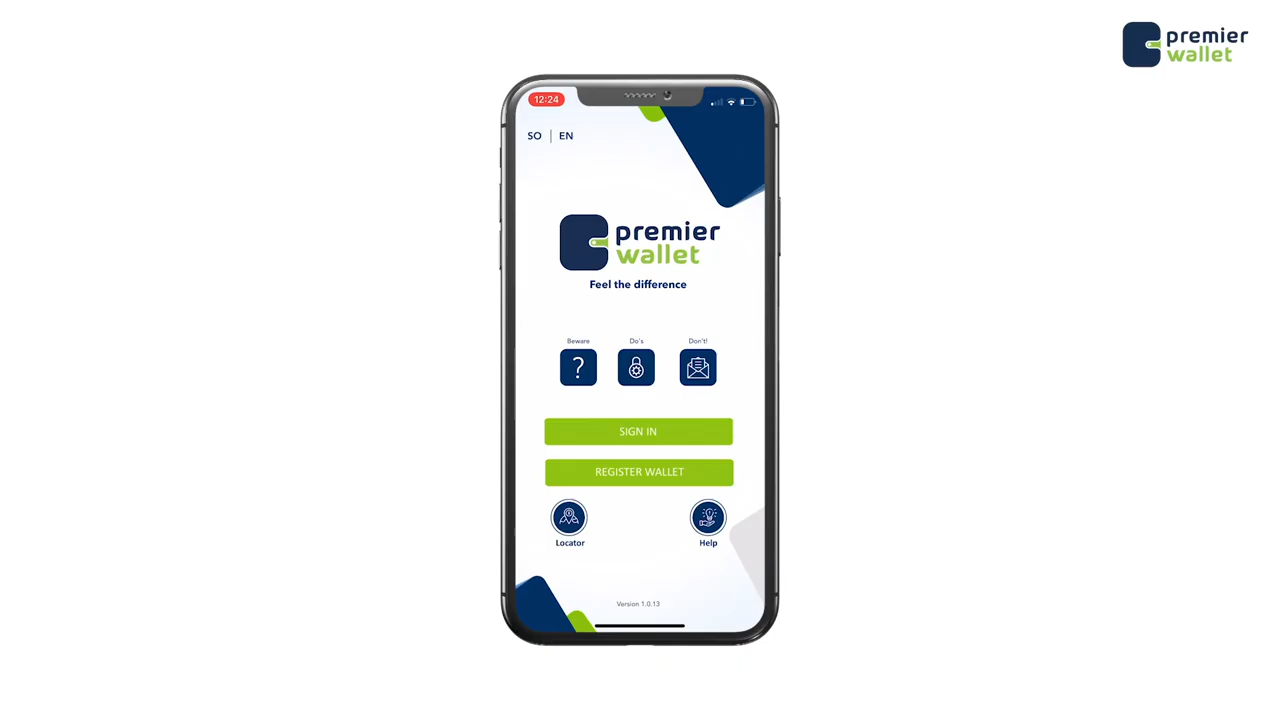 premier
wallet
12:24
SO | EN
premier
wallet
Feel the difference
Beware
Do's
Don't!
?
SIGN IN
REGISTER WALLET
Locator
Help
Version 1.0.13